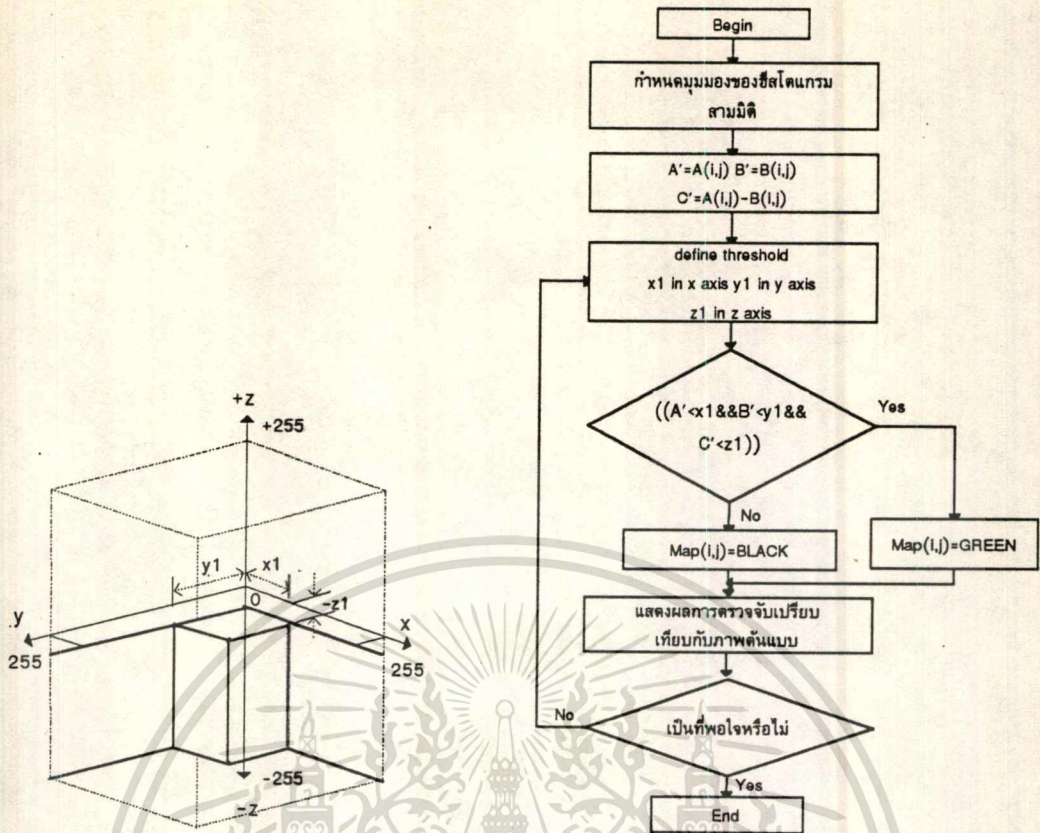 +z
+255
y1
x1
0
-z1
y
x
255
255
-255
-z
Begin
กำหนดมุมมองของฮีสโตแกรม
สามมิติ
A'=A(i,j) B'=B(i,j)
C'=A(i,j)-B(i,j)
define threshold
x1 in x axis y1 in y axis
z1 in z axis
((A'<x1&&B'<y1&&
C'<z1))
Yes
No
Map(i,j)=BLACK
Map(i,j)=GREEN
แสดงผลการตรวจจับเปรียบ
เทียบกับภาพต้นแบบ
No
เป็นที่พอใจหรือไม่
Yes
End